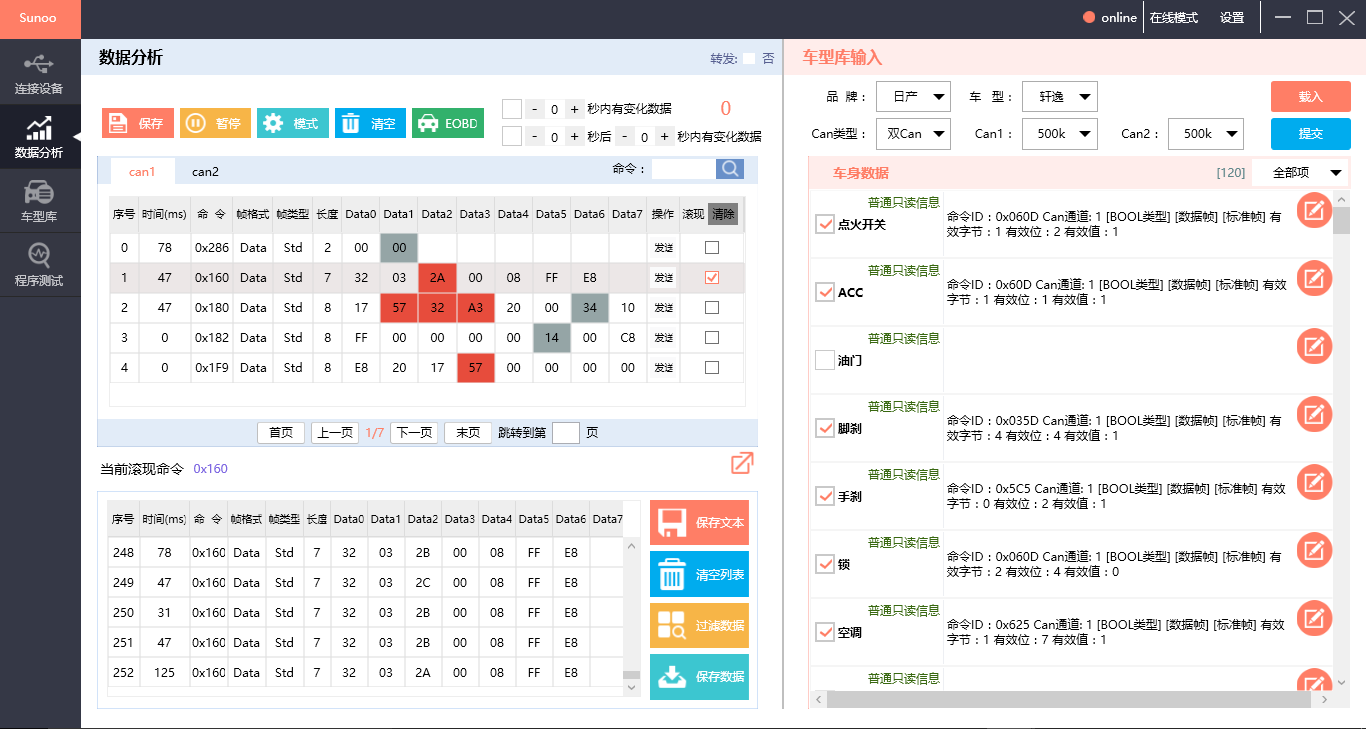 Sunoo
online 在线模式 设置
连接设备
数据分析
车型库
程序测试
数据分析
转发: 否
保存 暂停 模式 清空 EOBD
- 0 + 秒内有变化数据 0
- 0 + 秒后 - 0 + 秒内有变化数据
can1 can2 命令：
序号 时间(ms) 命 令 帧格式 帧类型 长度 Data0 Data1 Data2 Data3 Data4 Data5 Data6 Data7 操作 滚现 清除
0 78 0x286 Data Std 2 00 00 发送
1 47 0x160 Data Std 7 32 03 2A 00 08 FF E8 发送
2 47 0x180 Data Std 8 17 57 32 A3 20 00 34 10 发送
3 0 0x182 Data Std 8 FF 00 00 00 00 14 00 C8 发送
4 0 0x1F9 Data Std 8 E8 20 17 57 00 00 00 00 发送
首页 上一页 1/7 下一页 末页 跳转到第 页
当前滚现命令 0x160
序号 时间(ms) 命 令 帧格式 帧类型 长度 Data0 Data1 Data2 Data3 Data4 Data5 Data6 Data7
248 78 0x160 Data Std 7 32 03 2B 00 08 FF E8
249 47 0x160 Data Std 7 32 03 2C 00 08 FF E8
250 31 0x160 Data Std 7 32 03 2B 00 08 FF E8
251 47 0x160 Data Std 7 32 03 2B 00 08 FF E8
252 125 0x160 Data Std 7 32 03 2A 00 08 FF E8
保存文本
清空列表
过滤数据
保存数据
车型库输入
品 牌： 日产 车 型： 轩逸 载入
Can类型： 双Can Can1： 500k Can2： 500k 提交
车身数据 [120] 全部项
普通只读信息
点火开关
命令ID：0x060D Can通道: 1 [BOOL类型] [数据帧] [标准帧] 有
效字节：1 有效位：2 有效值：1
普通只读信息
ACC
命令ID：0x60D Can通道: 1 [BOOL类型] [数据帧] [标准帧] 有效
字节：1 有效位：1 有效值：1
普通只读信息
油门
普通只读信息
脚刹
命令ID：0x035D Can通道: 1 [BOOL类型] [数据帧] [标准帧] 有
效字节：4 有效位：4 有效值：1
普通只读信息
手刹
命令ID：0x5C5 Can通道: 1 [BOOL类型] [数据帧] [标准帧] 有效
字节：0 有效位：2 有效值：1
普通只读信息
锁
命令ID：0x060D Can通道: 1 [BOOL类型] [数据帧] [标准帧] 有
效字节：2 有效位：4 有效值：0
普通只读信息
空调
命令ID：0x625 Can通道: 1 [BOOL类型] [数据帧] [标准帧] 有效
字节：1 有效位：7 有效值：1
普通只读信息